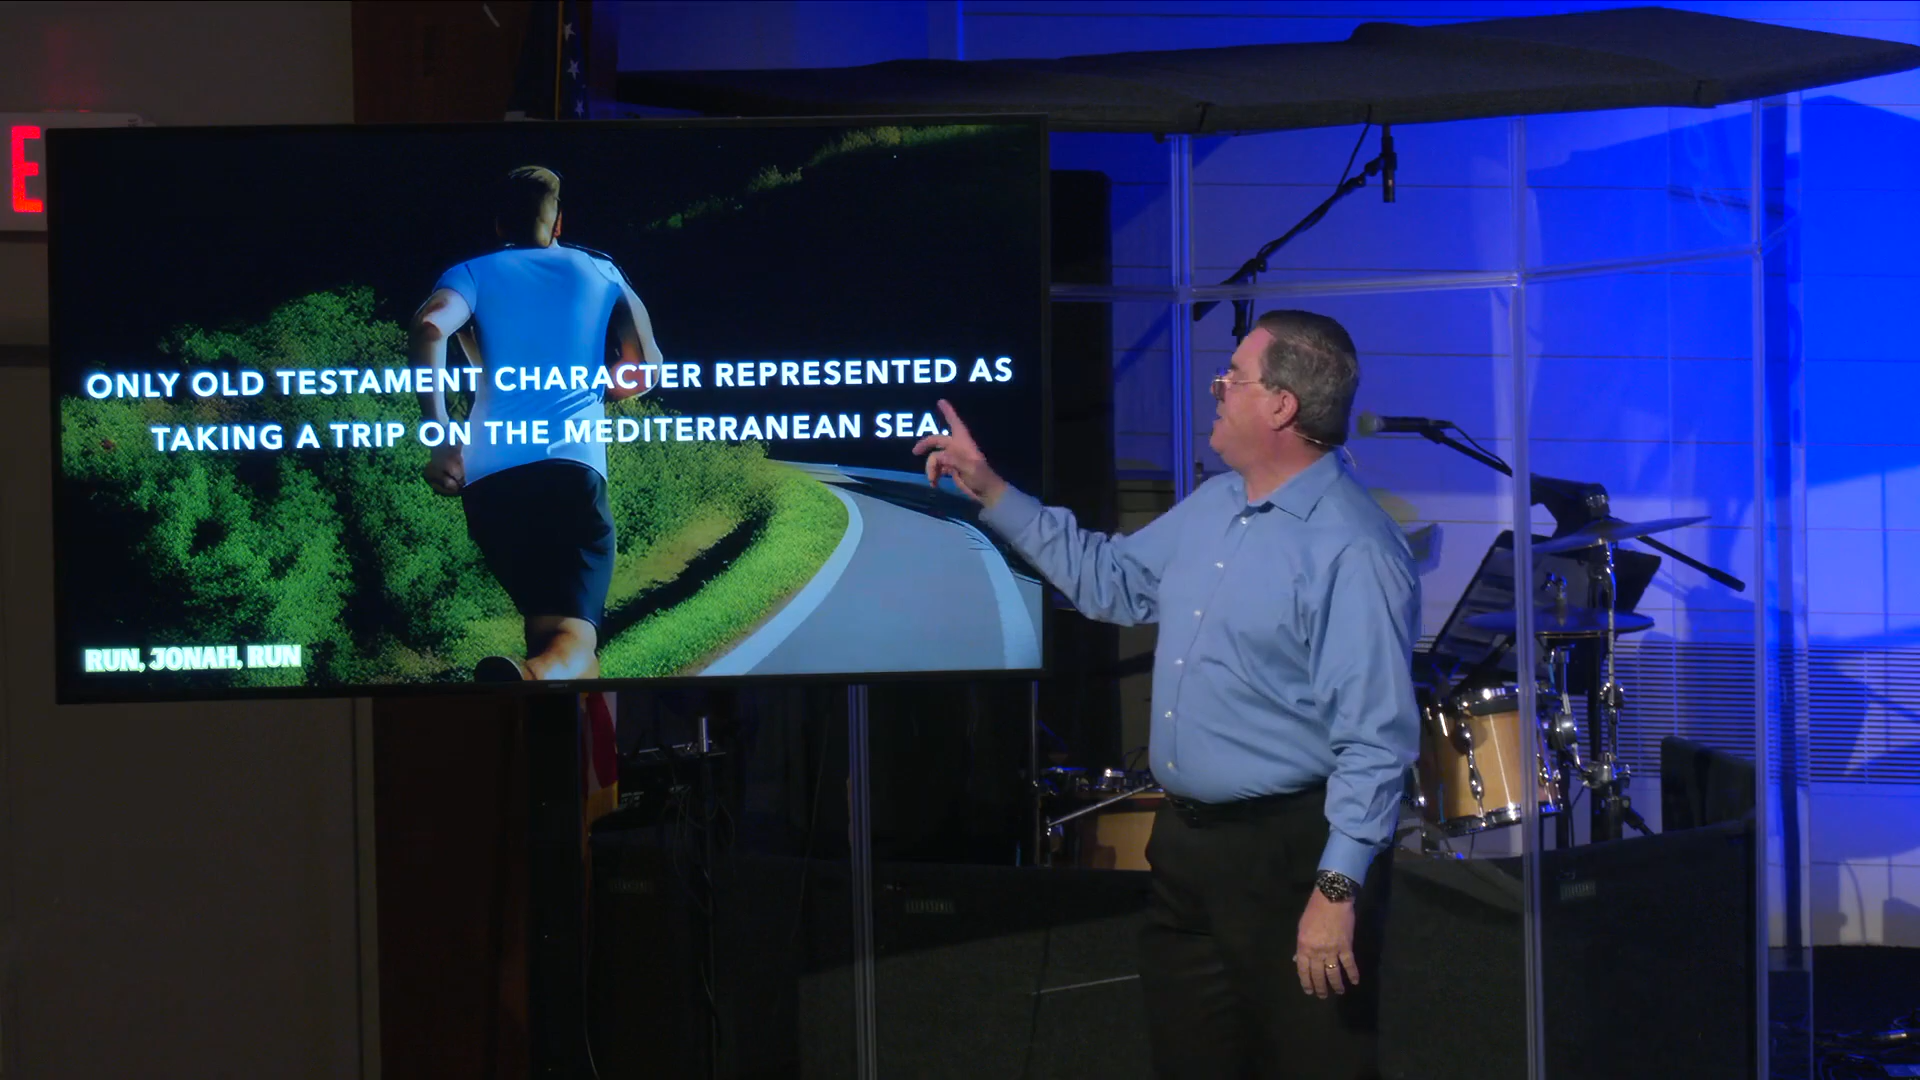 E
ONLY OLD TESTAMENT CHARACTER REPRESENTED AS
TAKING A TRIP ON THE MEDITERRANEAN SEA.
RUN, JONAH, RUN